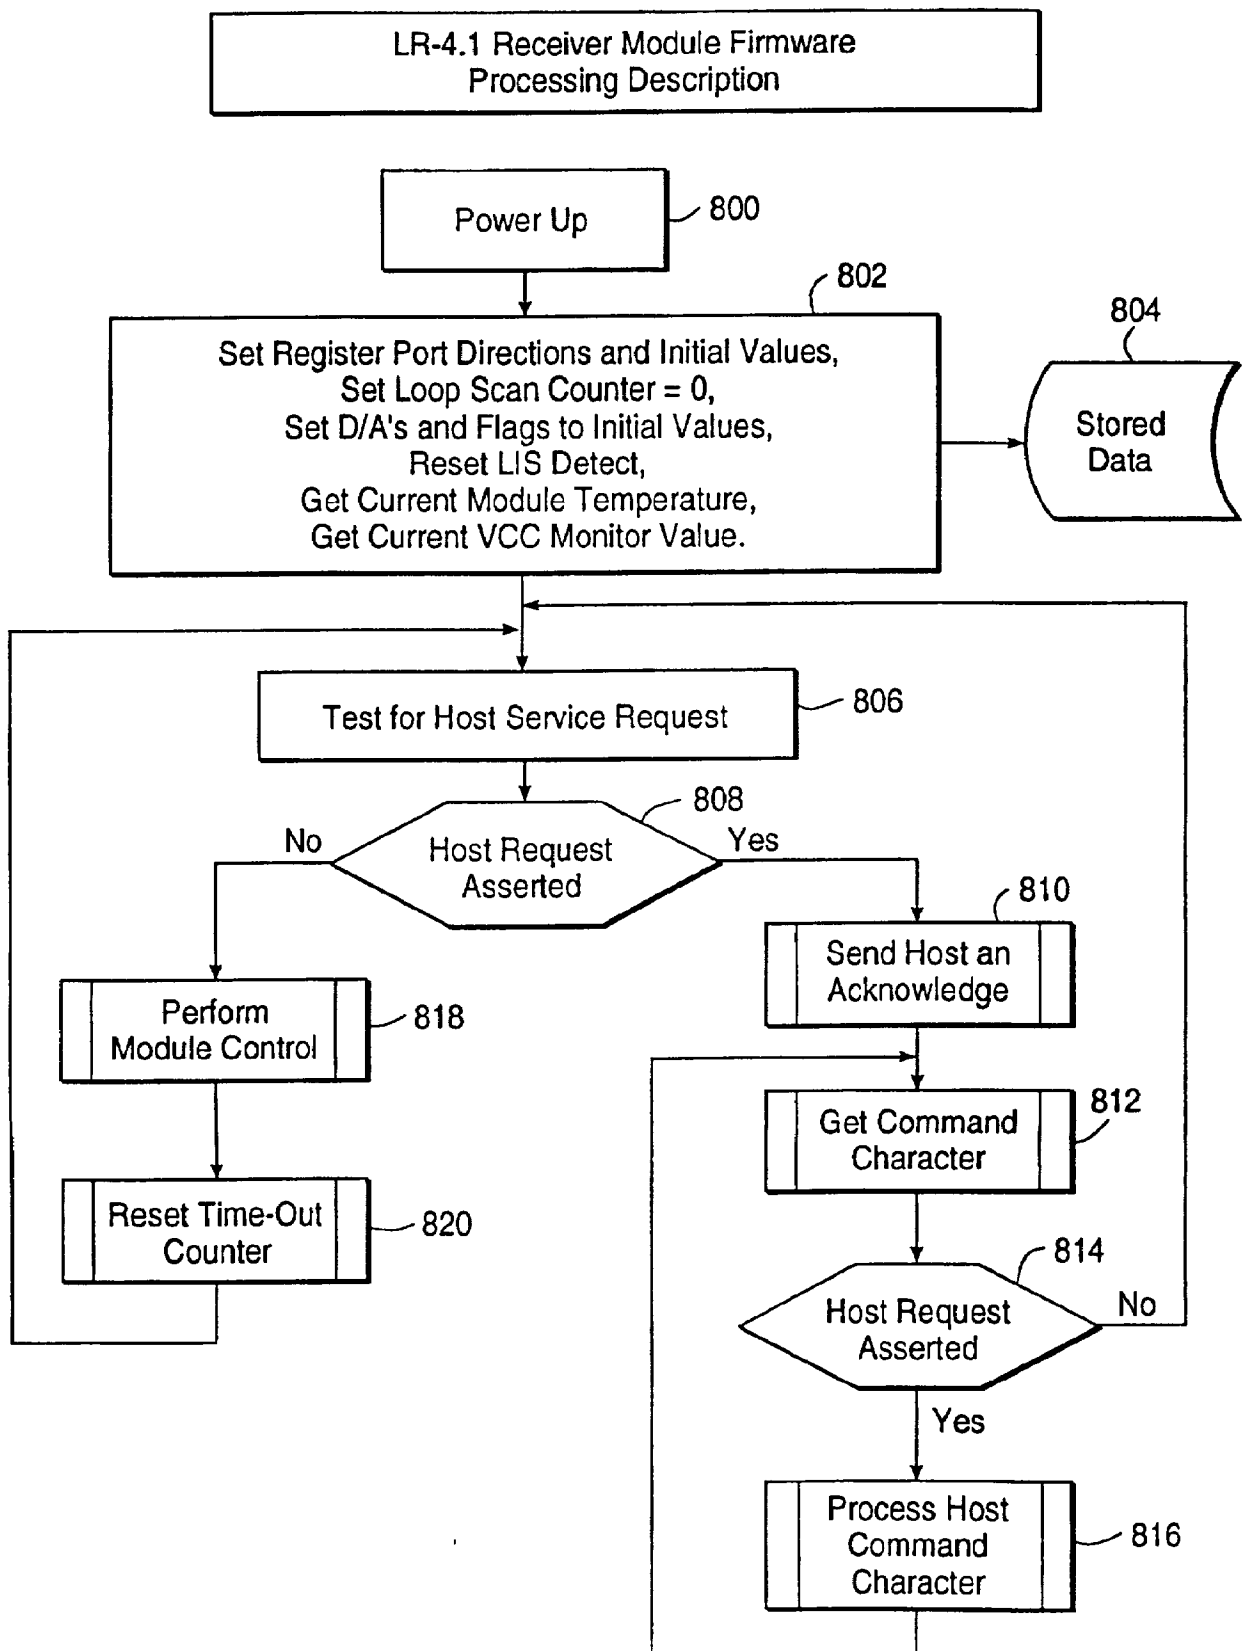 LR-4.1 Receiver Module Firmware
Processing Description
Power Up
800
802
Set Register Port Directions and Initial Values,
Set Loop Scan Counter = 0,
Set D/A's and Flags to Initial Values,
Reset LIS Detect,
Get Current Module Temperature,
Get Current VCC Monitor Value.
804
Stored
Data
Test for Host Service Request
806
808
Host Request
Asserted
No
Yes
810
Send Host an
Acknowledge
Perform
Module Control
818
Get Command
Character
812
Reset Time-Out
Counter
820
814
Host Request
Asserted
No
Yes
Process Host
Command
Character
816